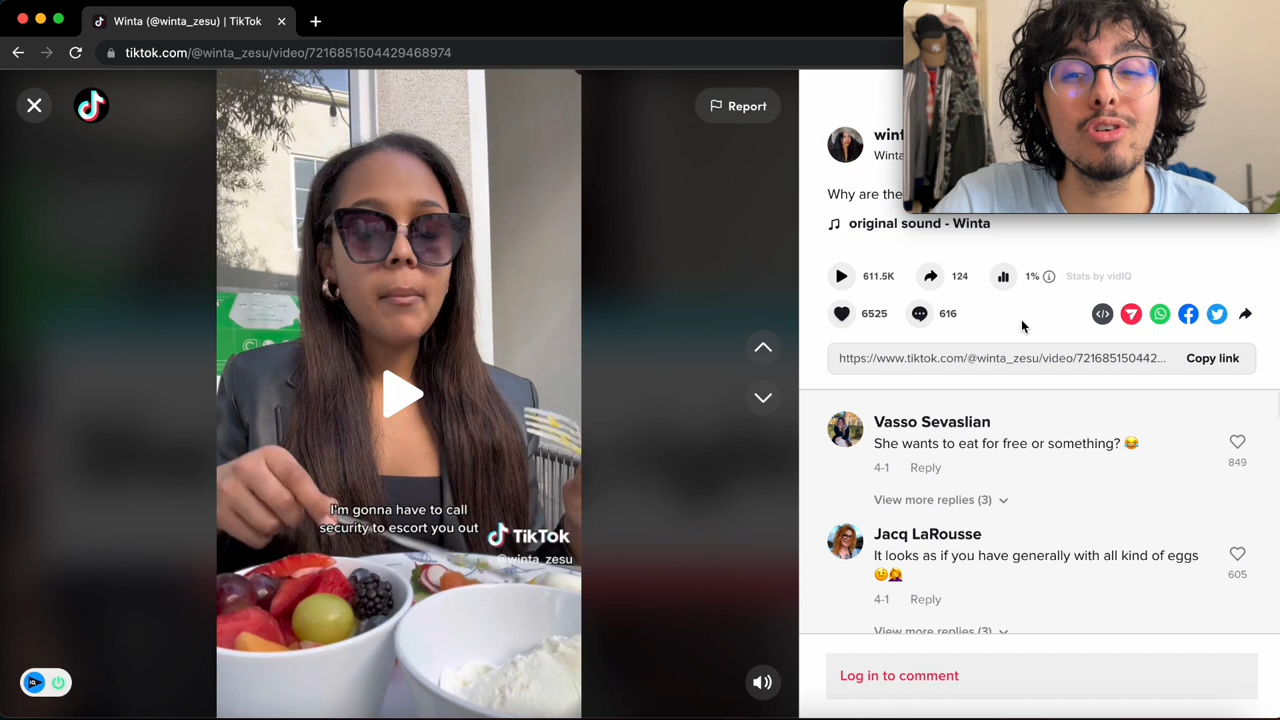 Winta (@winta_zesu) | TikTok
tiktok.com/@winta_zesu/video/7216851504429468974
Report
I'm gonna have to call
security to escort you out
TikTok
@winta_zesu
Winta
Why are the
original sound - Winta
611.5K
124
1%
Stats by vidIQ
6525
616
https://www.tiktok.com/@winta_zesu/video/721685150442...
Copy link
Vasso Sevaslian
She wants to eat for free or something? 😂
849
4-1 Reply
View more replies (3)
Jacq LaRousse
It looks as if you have generally with all kind of eggs
🤕🤦‍♀️
605
4-1 Reply
View more replies (3)
Log in to comment